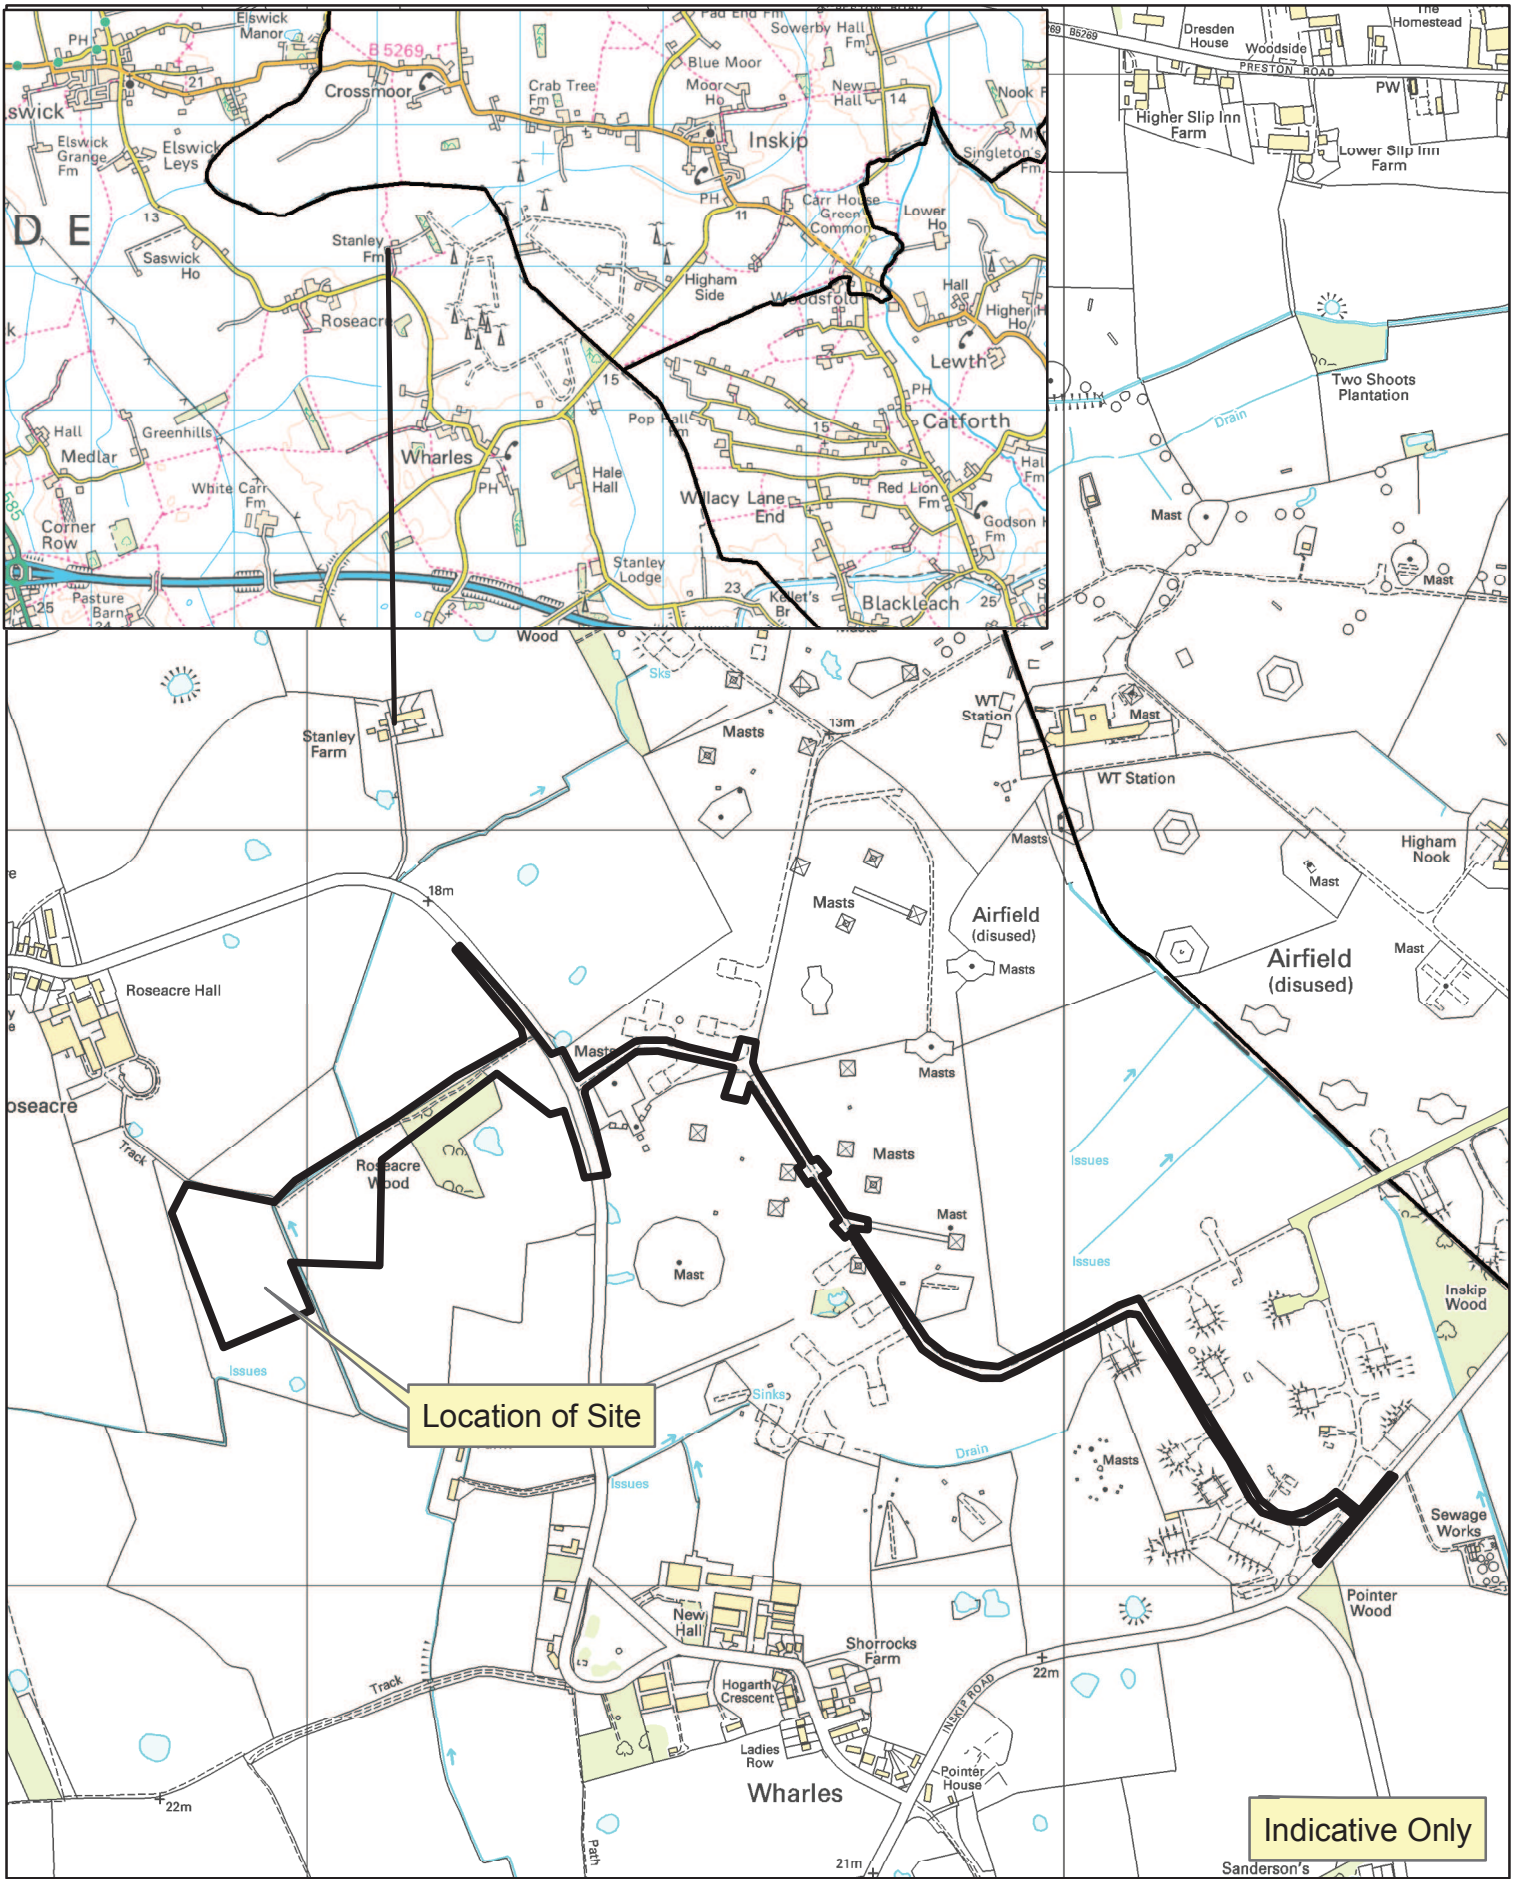 Elswick
Manor
PH
B 5269
21
Crossmoor
swick
Elswick
Grange
Fm
Elswick
Leys
Pad End Fm
Sowerby Hall
Fm
Blue Moor
Crab Tree
Fm
Moor
Ho
New
Hall
14
Nook F
Inskip
Singleton's
Fm
D E
13
Saswick
Ho
Stanley
Fm
PH
11
Carr House
Green
Common
Lower
Ho
Higham
Side
Woodsfold
Hall
Higher H
Ho
Roseacre
15
Lewth
PH
Catforth
Pop Hall
Fm
15
Hall
Medlar
Greenhills
Wharles
PH
Hale
Hall
White Carr
Fm
Willacy Lane
End
Red Lion
Fm
Hal
Fm
Godson H
Fm
585
Corner
Row
Stanley
Lodge
25
Pasture
Barn
24
23
Kellet's
Br
Blackleach
25
69 B5269
Dresden
House
Woodside
The
Homestead
PRESTON ROAD
PW
Higher Slip Inn
Farm
Lower Slip Inn
Farm
Two Shoots
Plantation
Drain
Mast
Mast
Wood
Masts
Sks
WT
Station
Mast
Stanley
Farm
Masts
13m
WT Station
Masts
Higham
Nook
Mast
18m
Masts
Airfield
(disused)
Masts
Airfield
(disused)
Mast
Roseacre Hall
Masts
Masts
oseacre
Track
Roseacre
Wood
Masts
Issues
Mast
Issues
Mast
Inskip
Wood
Issues
Location of Site
Sinks
Issues
Drain
Masts
Sewage
Works
Pointer
Wood
New
Hall
Shorrocks
Farm
Track
Hogarth
Crescent
22m
INSKIP ROAD
Ladies
Row
Pointer
House
Wharles
22m
Path
21m
Indicative Only
Sanderson's